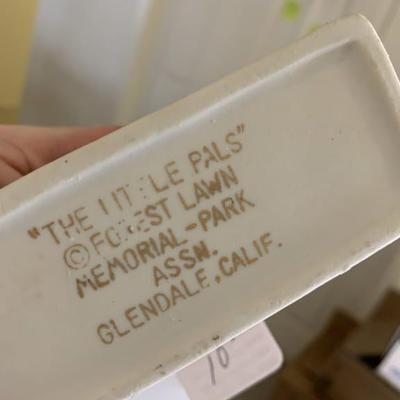 "THE LITTLE PALS"
© FOREST LAWN
MEMORIAL-PARK
ASSN.
GLENDALE, CALIF.
10